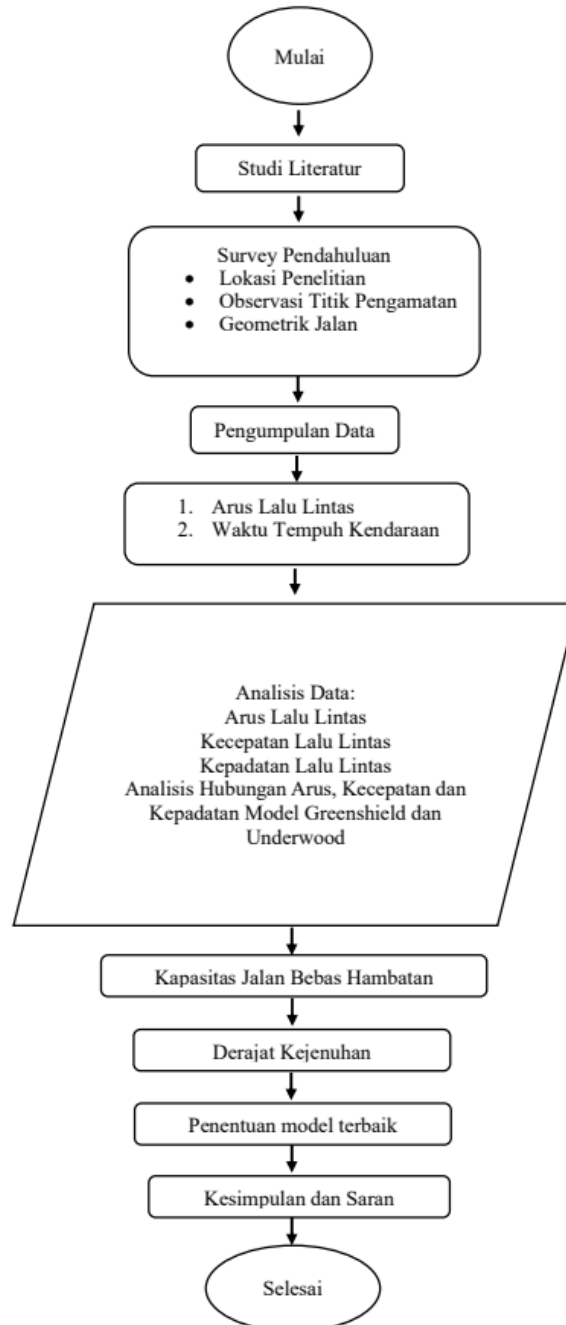 Mulai
Studi Literatur
Survey Pendahuluan
• Lokasi Penelitian
• Observasi Titik Pengamatan
• Geometrik Jalan
Pengumpulan Data
1. Arus Lalu Lintas
2. Waktu Tempuh Kendaraan
Analisis Data:
Arus Lalu Lintas
Kecepatan Lalu Lintas
Kepadatan Lalu Lintas
Analisis Hubungan Arus, Kecepatan dan
Kepadatan Model Greenshield dan
Underwood
Kapasitas Jalan Bebas Hambatan
Derajat Kejenuhan
Penentuan model terbaik
Kesimpulan dan Saran
Selesai